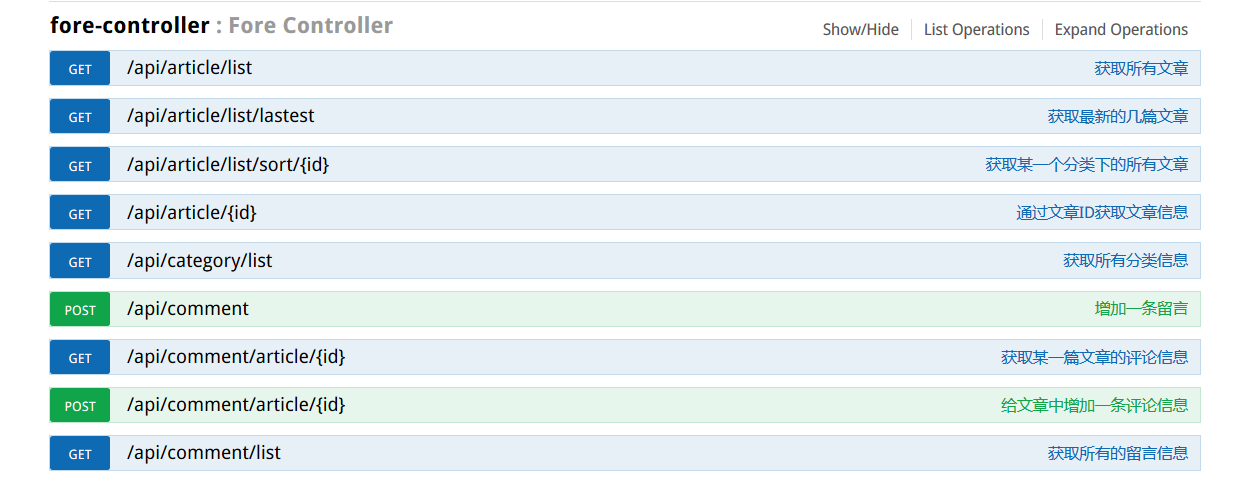 fore-controller : Fore Controller Show/Hide List Operations Expand Operations
GET /api/article/list 获取所有文章
GET /api/article/list/lastest 获取最新的几篇文章
GET /api/article/list/sort/{id} 获取某一个分类下的所有文章
GET /api/article/{id} 通过文章ID获取文章信息
GET /api/category/list 获取所有分类信息
POST /api/comment 增加一条留言
GET /api/comment/article/{id} 获取某一篇文章的评论信息
POST /api/comment/article/{id} 给文章中增加一条评论信息
GET /api/comment/list 获取所有的留言信息